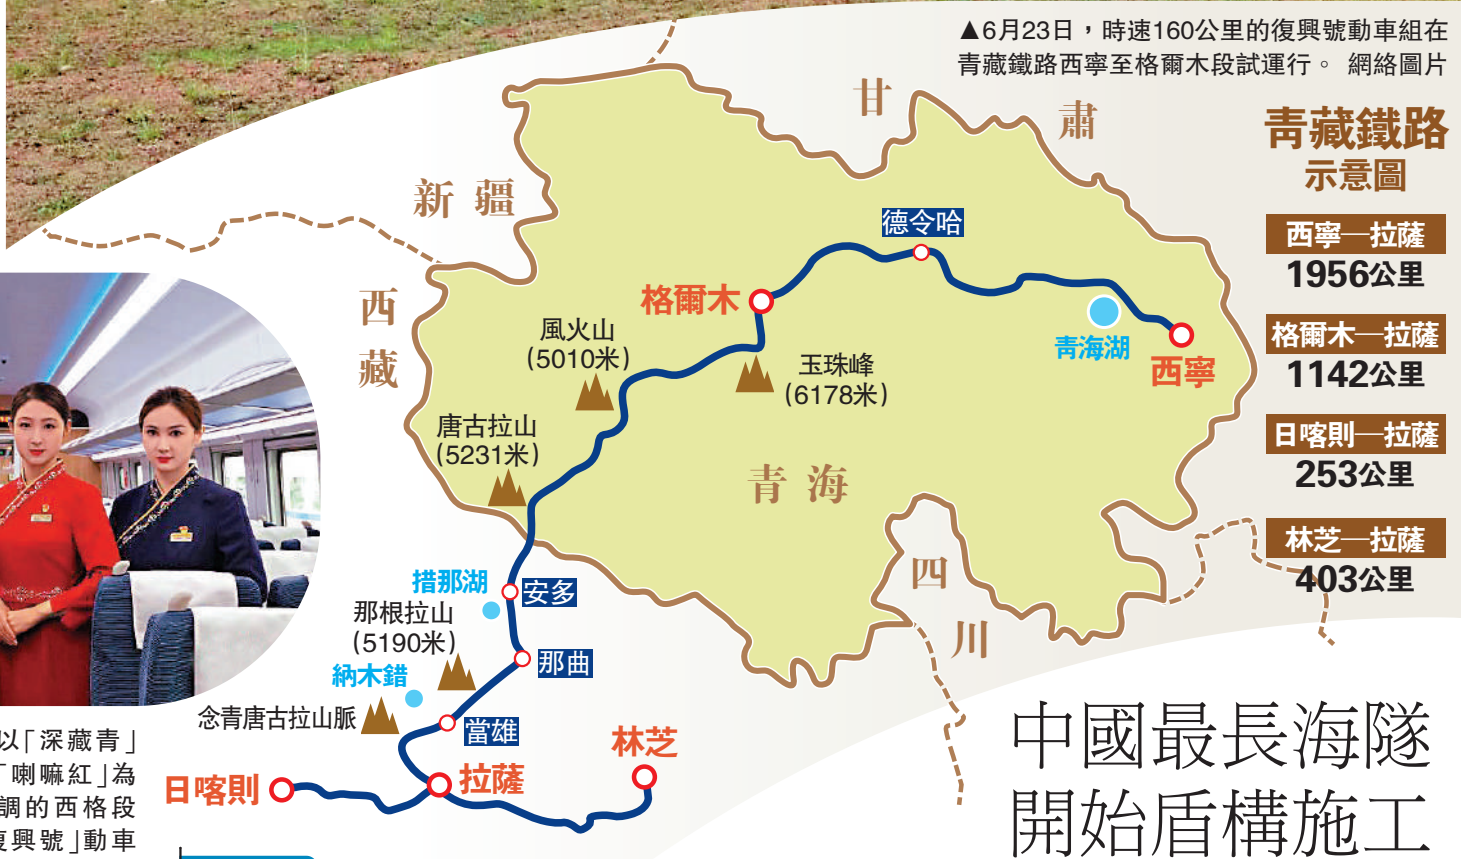 ▲6月23日，時速160公里的復興號動車組在
青藏鐵路西寧至格爾木段試運行。 網絡圖片
青藏鐵路
示意圖
西寧—拉薩
1956公里
格爾木—拉薩
1142公里
日喀則—拉薩
253公里
林芝—拉薩
403公里
甘肅
新疆
西藏
青海
四川
德令哈
格爾木
青海湖
西寧
風火山
(5010米)
玉珠峰
(6178米)
唐古拉山
(5231米)
措那湖
安多
那根拉山
(5190米)
那曲
納木錯
念青唐古拉山脈
當雄
林芝
日喀則
拉薩
以「深藏青」
「喇嘛紅」為
調的西格段
復興號」動車
中國最長海隧
開始盾構施工